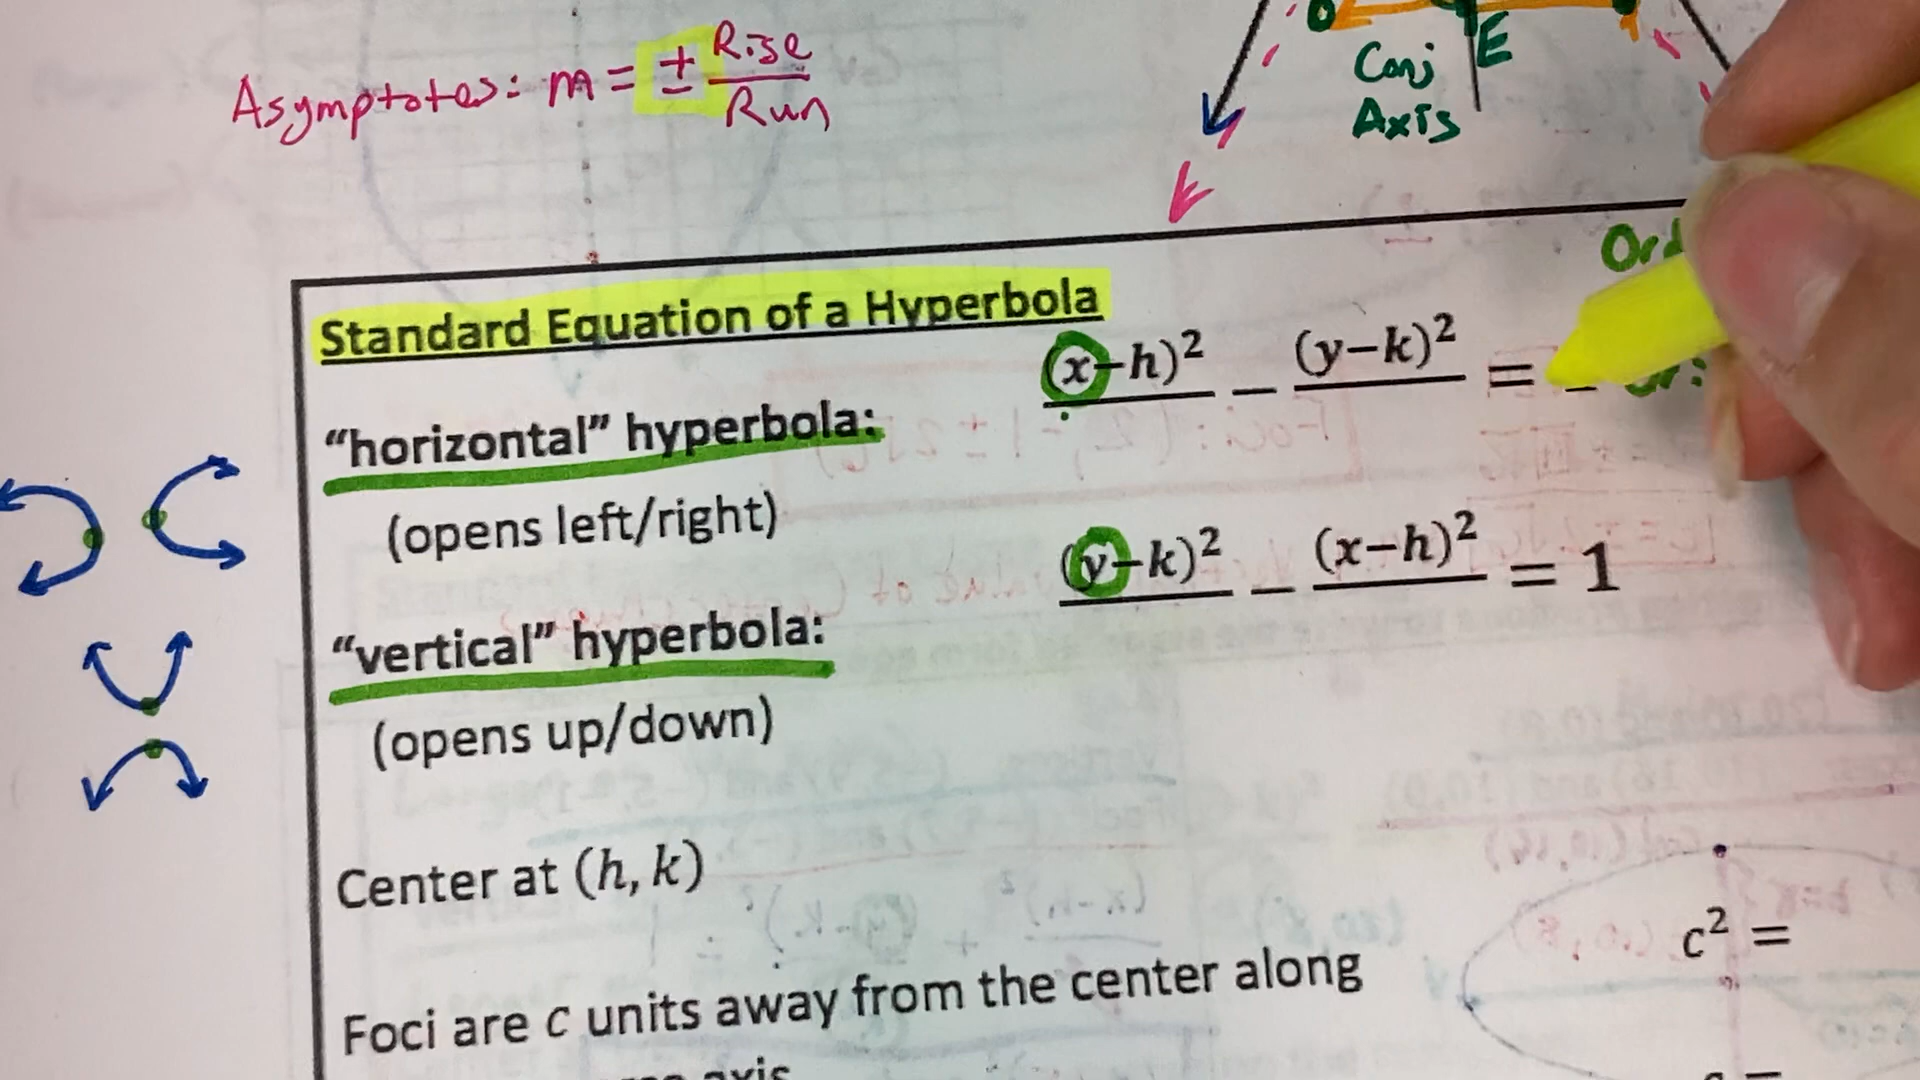 Asymptotes: m = ± Rise
Run
Conj E
Axis
Standard Equation of a Hyperbola
"horizontal" hyperbola: (x-h)² − (y-k)² =
(opens left/right)
"vertical" hyperbola: (y-k)² − (x-h)² = 1
(opens up/down)
Center at (h, k)
c² =
Foci are c units away from the center along
axis